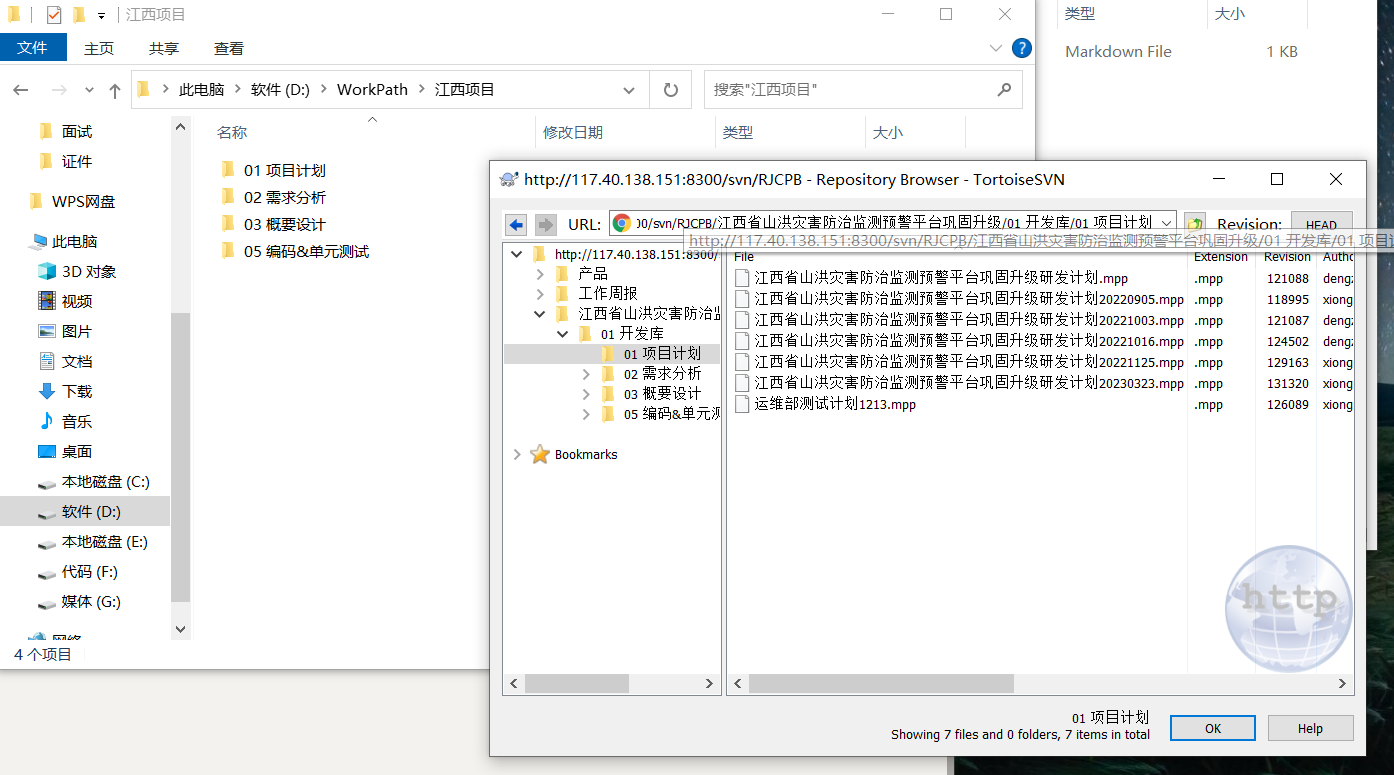 江西项目
文件 主页 共享 查看
此电脑 软件 (D:) WorkPath 江西项目
搜索"江西项目"
名称 修改日期 类型 大小
面试
证件
WPS网盘
此电脑
3D 对象
视频
图片
文档
下载
音乐
桌面
本地磁盘 (C:)
软件 (D:)
本地磁盘 (E:)
代码 (F:)
媒体 (G:)
网络
01 项目计划
02 需求分析
03 概要设计
05 编码&单元测试
4 个项目
类型 大小
Markdown File 1 KB
http://117.40.138.151:8300/svn/RJCPB - Repository Browser - TortoiseSVN
URL: 00/svn/RJCPB/江西省山洪灾害防治监测预警平台巩固升级/01 开发库/01 项目计划 Revision: HEAD
http://117.40.138.151:8300/svn/RJCPB/江西省山洪灾害防治监测预警平台巩固升级/01 开发库/01 项目计
http://117.40.138.151:8300/
产品
工作周报
江西省山洪灾害防治监
01 开发库
01 项目计划
02 需求分析
03 概要设计
05 编码&单元测
Bookmarks
File Extension Revision Autho
江西省山洪灾害防治监测预警平台巩固升级研发计划.mpp .mpp 121088 dengz
江西省山洪灾害防治监测预警平台巩固升级研发计划20220905.mpp .mpp 118995 xiong
江西省山洪灾害防治监测预警平台巩固升级研发计划20221003.mpp .mpp 121087 dengz
江西省山洪灾害防治监测预警平台巩固升级研发计划20221016.mpp .mpp 124502 dengz
江西省山洪灾害防治监测预警平台巩固升级研发计划20221125.mpp .mpp 129163 xiong
江西省山洪灾害防治监测预警平台巩固升级研发计划20230323.mpp .mpp 131320 xiong
运维部测试计划1213.mpp .mpp 126089 xiong
http
01 项目计划
Showing 7 files and 0 folders, 7 items in total
OK Help